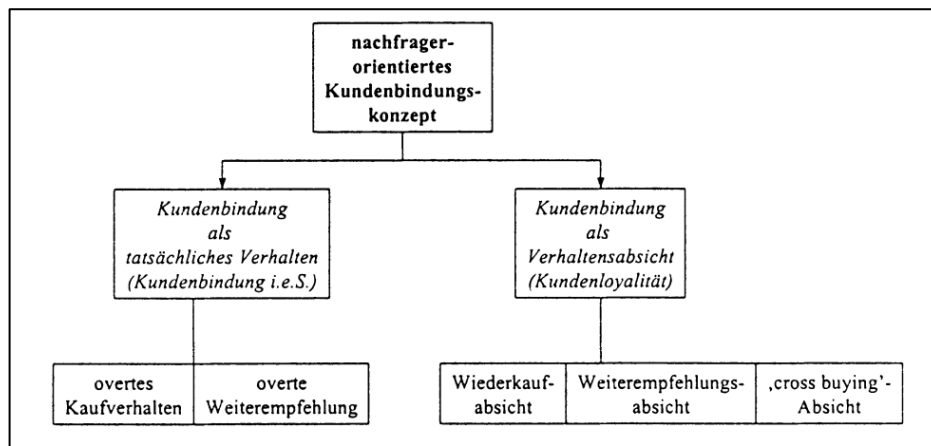 nachfrager-
orientiertes
Kundenbindungs-
konzept
Kundenbindung
als
tatsächliches Verhalten
(Kundenbindung i.e.S.)
Kundenbindung
als
Verhaltensabsicht
(Kundenloyalität)
overtes
Kaufverhalten
overte
Weiterempfehlung
Wiederkauf-
absicht
Weiterempfehlungs-
absicht
‚cross buying’-
Absicht